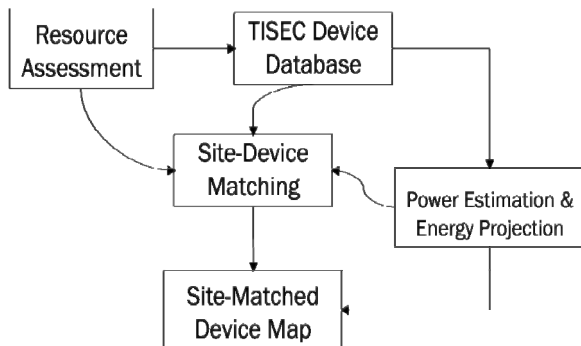 Resource
Assessment
TISEC Device
Database
Site-Device
Matching
Power Estimation &
Energy Projection
Site-Matched
Device Map